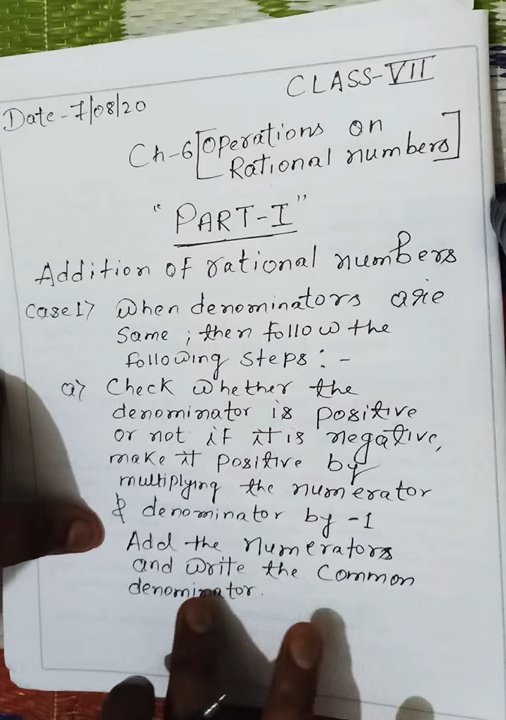 CLASS-VII
Date-7/08/20
Ch-6 [Operations on
Rational numbers]
"PART-I"
Addition of rational numbers
Case 1> When denominators are
same ; then follow the
following steps : -
a> Check whether the
denominator is positive
or not if it is negative,
make it positive by
multiplying the numerator
& denominator by -1
Add the numerators
and write the common
denominator.